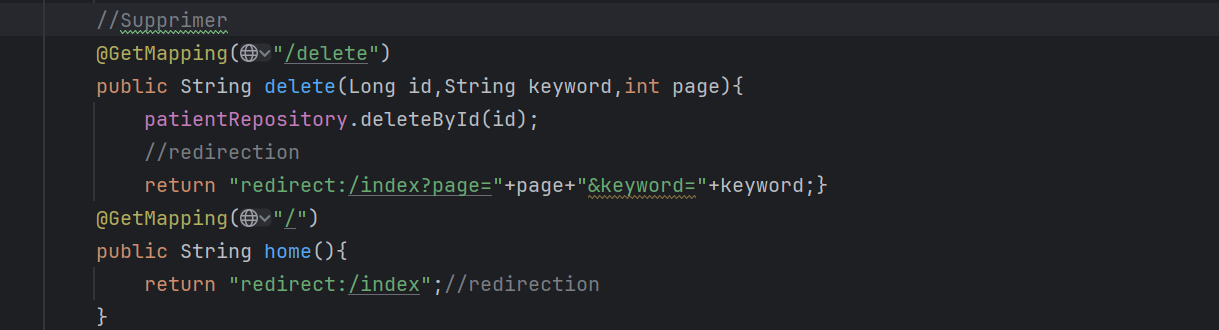 //Supprimer
@GetMapping("/delete")
public String delete(Long id,String keyword,int page){
patientRepository.deleteById(id);
//redirection
return "redirect:/index?page="+page+"&keyword="+keyword;}
@GetMapping("/")
public String home(){
return "redirect:/index";//redirection
}